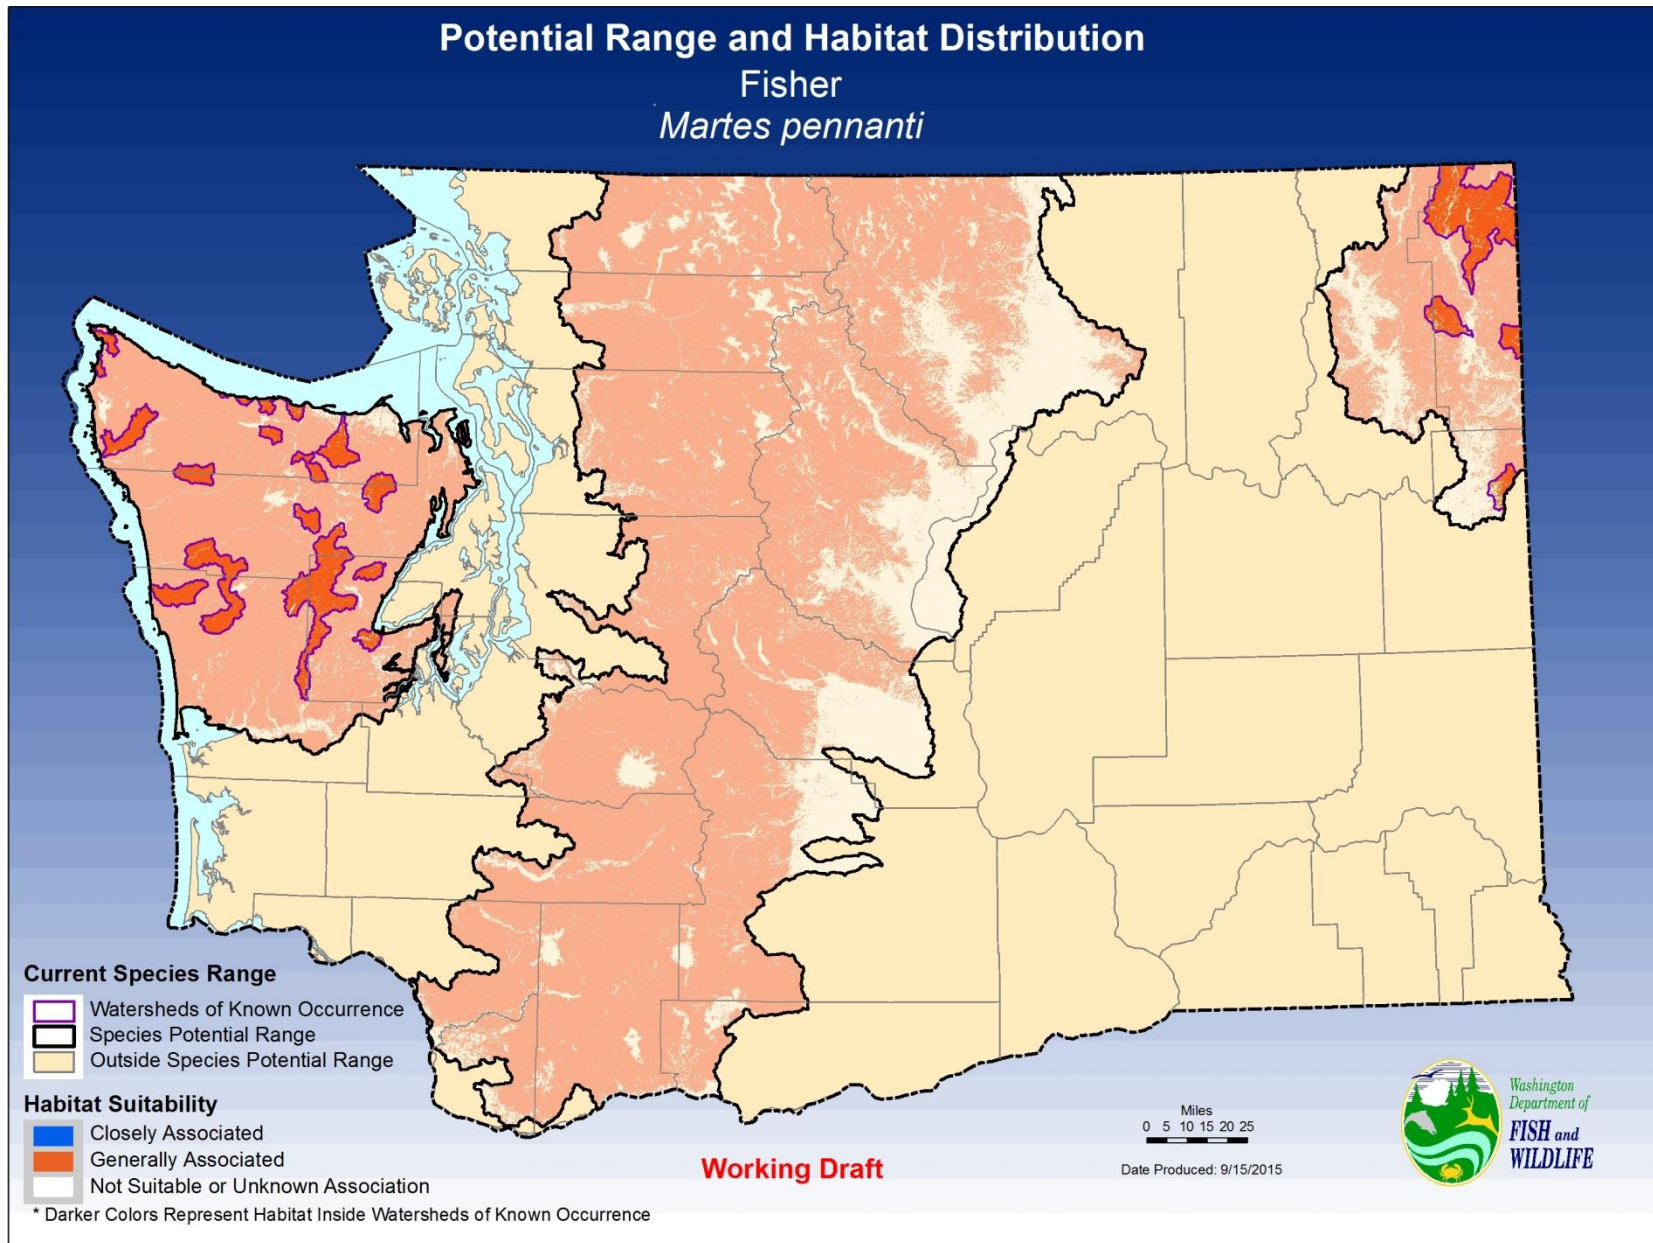 Potential Range and Habitat Distribution
Fisher
Martes pennanti
Current Species Range
Watersheds of Known Occurrence
Species Potential Range
Outside Species Potential Range
Habitat Suitability
Closely Associated
Generally Associated
Not Suitable or Unknown Association
* Darker Colors Represent Habitat Inside Watersheds of Known Occurrence
Working Draft
Miles
0 5 10 15 20 25
Date Produced: 9/15/2015
Washington
Department of
FISH and
WILDLIFE